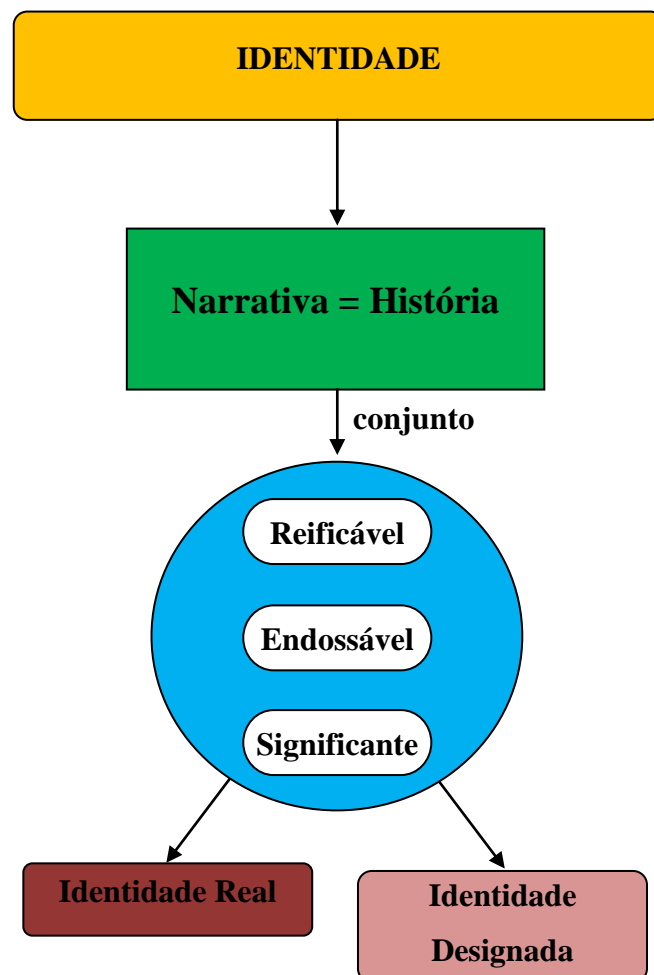 IDENTIDADE
Narrativa = História
conjunto
Reificável
Endossável
Significante
Identidade Real
Identidade
Designada